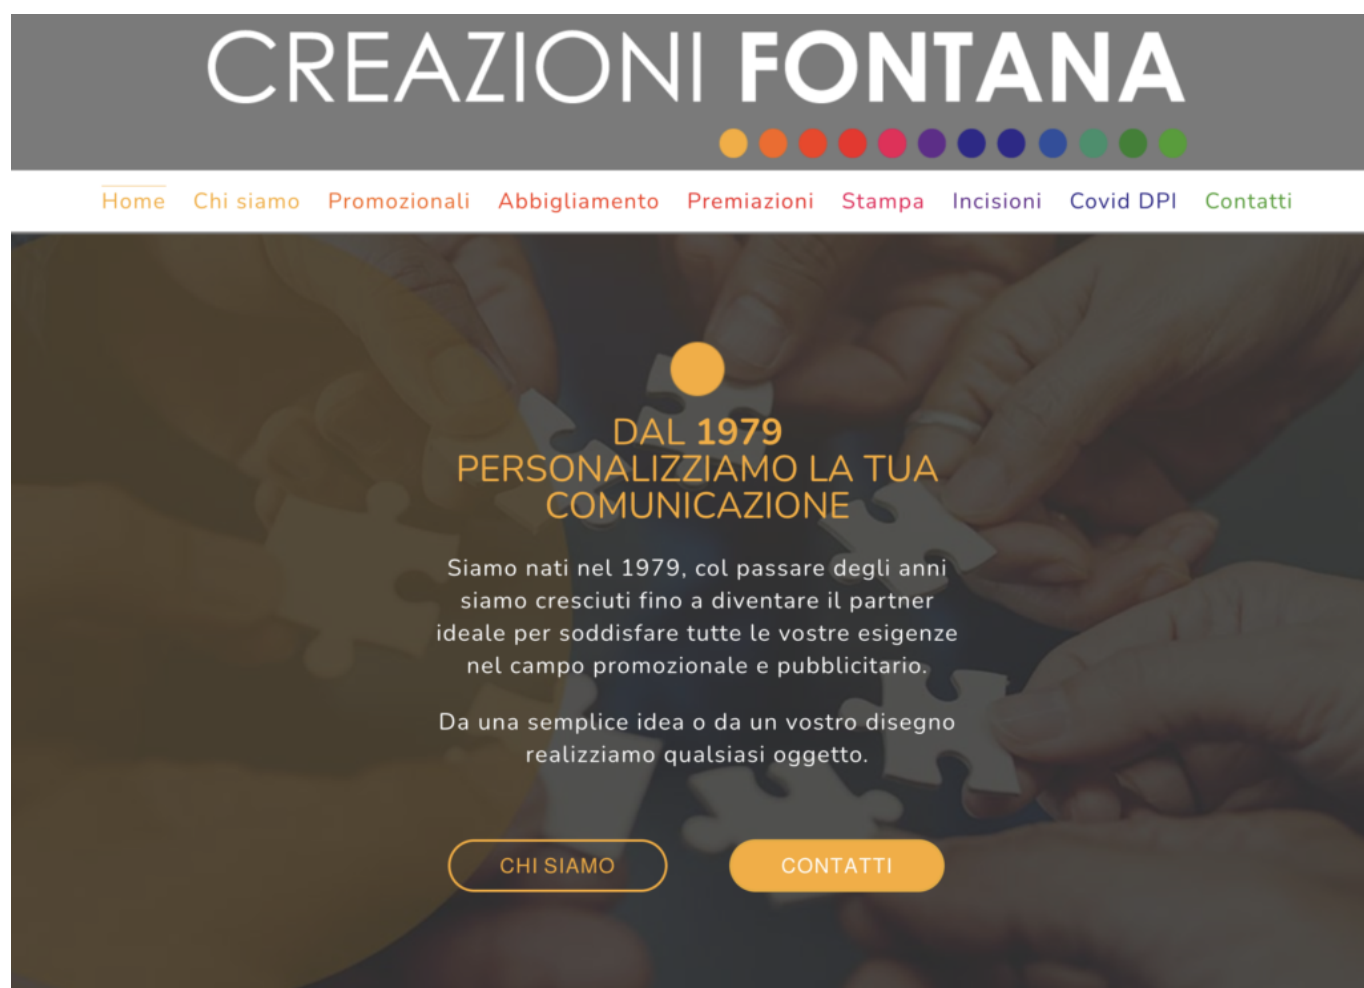 CREAZIONI FONTANA
Home Chi siamo Promozionali Abbigliamento Premiazioni Stampa Incisioni Covid DPI Contatti
DAL 1979
PERSONALIZZIAMO LA TUA
COMUNICAZIONE
Siamo nati nel 1979, col passare degli anni
siamo cresciuti fino a diventare il partner
ideale per soddisfare tutte le vostre esigenze
nel campo promozionale e pubblicitario.
Da una semplice idea o da un vostro disegno
realizziamo qualsiasi oggetto.
CHI SIAMO CONTATTI